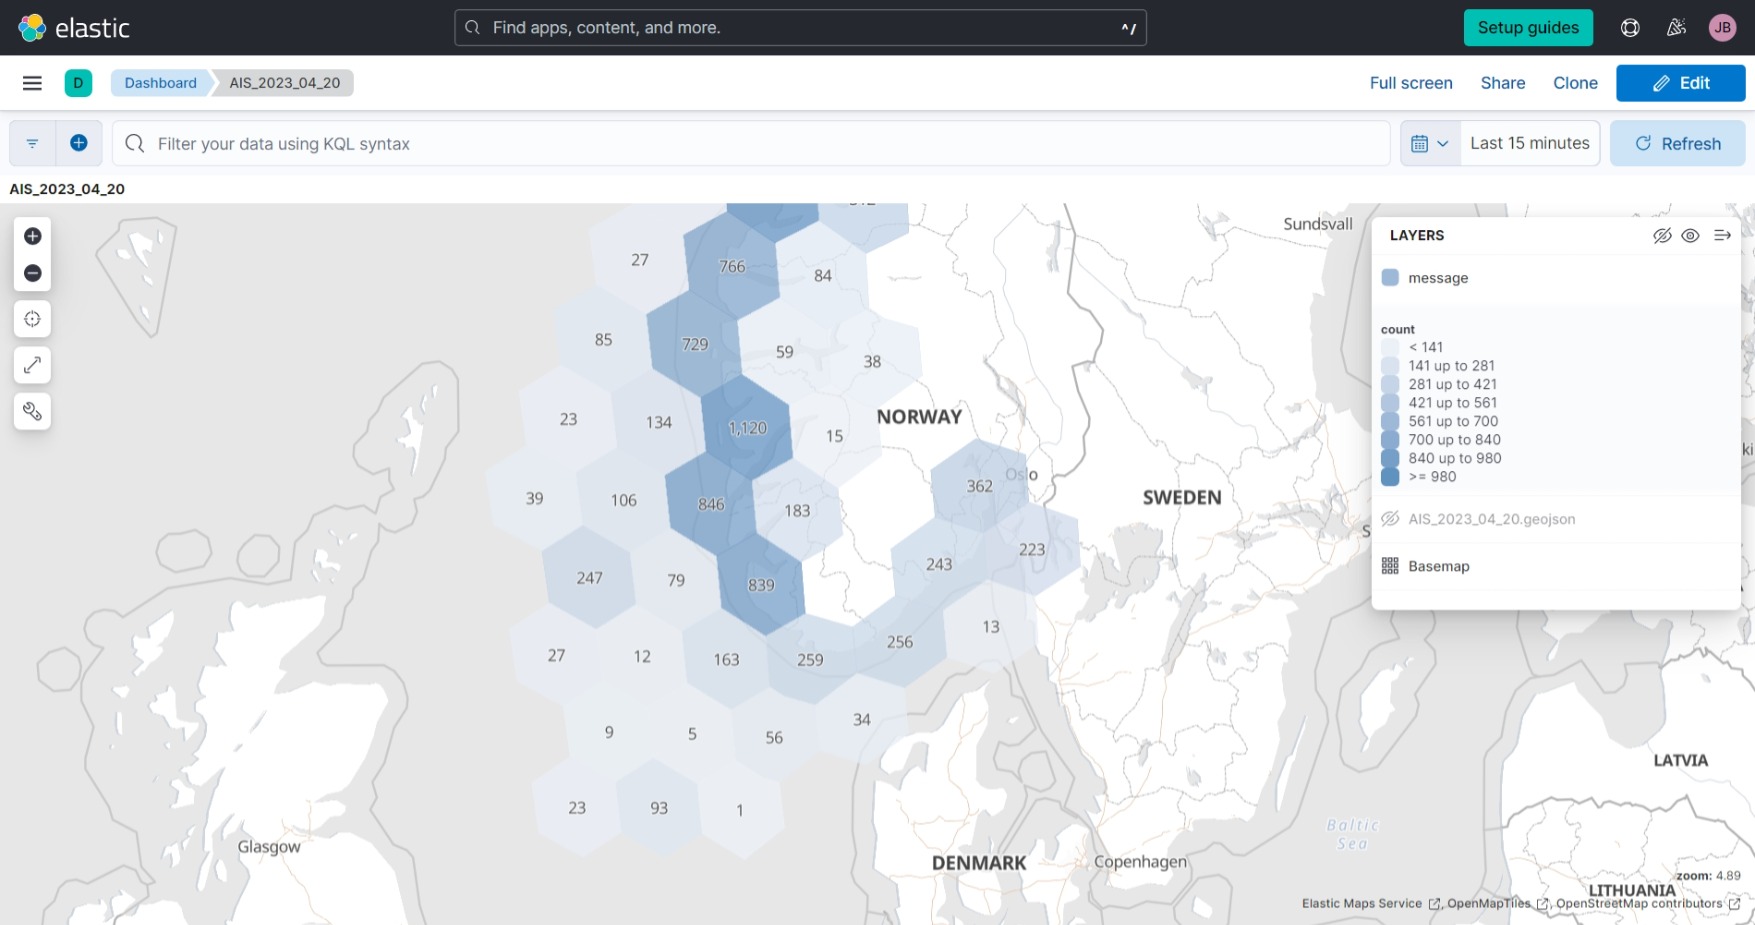 elastic
Find apps, content, and more.
^/
Setup guides
JB
D
Dashboard
AIS_2023_04_20
Full screen
Share
Clone
Edit
Filter your data using KQL syntax
Last 15 minutes
Refresh
AIS_2023_04_20
27
766
84
85
729
59
38
23
134
1,120
15
39
106
846
183
362
247
79
839
243
223
27
12
163
259
256
13
9
5
56
34
23
93
1
Sundsvall
NORWAY
Oslo
SWEDEN
Glasgow
DENMARK
Copenhagen
Baltic
Sea
LATVIA
LITHUANIA
LAYERS
message
count
< 141
141 up to 281
281 up to 421
421 up to 561
561 up to 700
700 up to 840
840 up to 980
>= 980
AIS_2023_04_20.geojson
Basemap
zoom: 4.89
Elastic Maps Service , OpenMapTiles , OpenStreetMap contributors